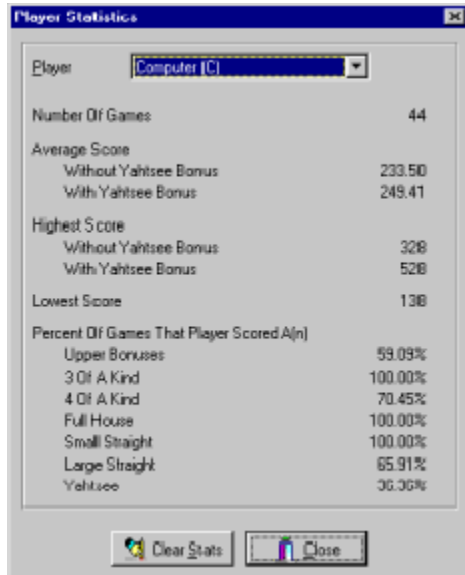 Player Statistics
Player Computer (C)
Number Of Games 44
Average Score
Without Yahtsee Bonus 233.50
With Yahtsee Bonus 249.41
Highest Score
Without Yahtsee Bonus 328
With Yahtsee Bonus 528
Lowest Score 138
Percent Of Games That Player Scored A(n)
Upper Bonuses 59.09%
3 Of A Kind 100.00%
4 Of A Kind 70.45%
Full House 100.00%
Small Straight 100.00%
Large Straight 65.91%
Yahtsee 36.36%
Clear Stats Close